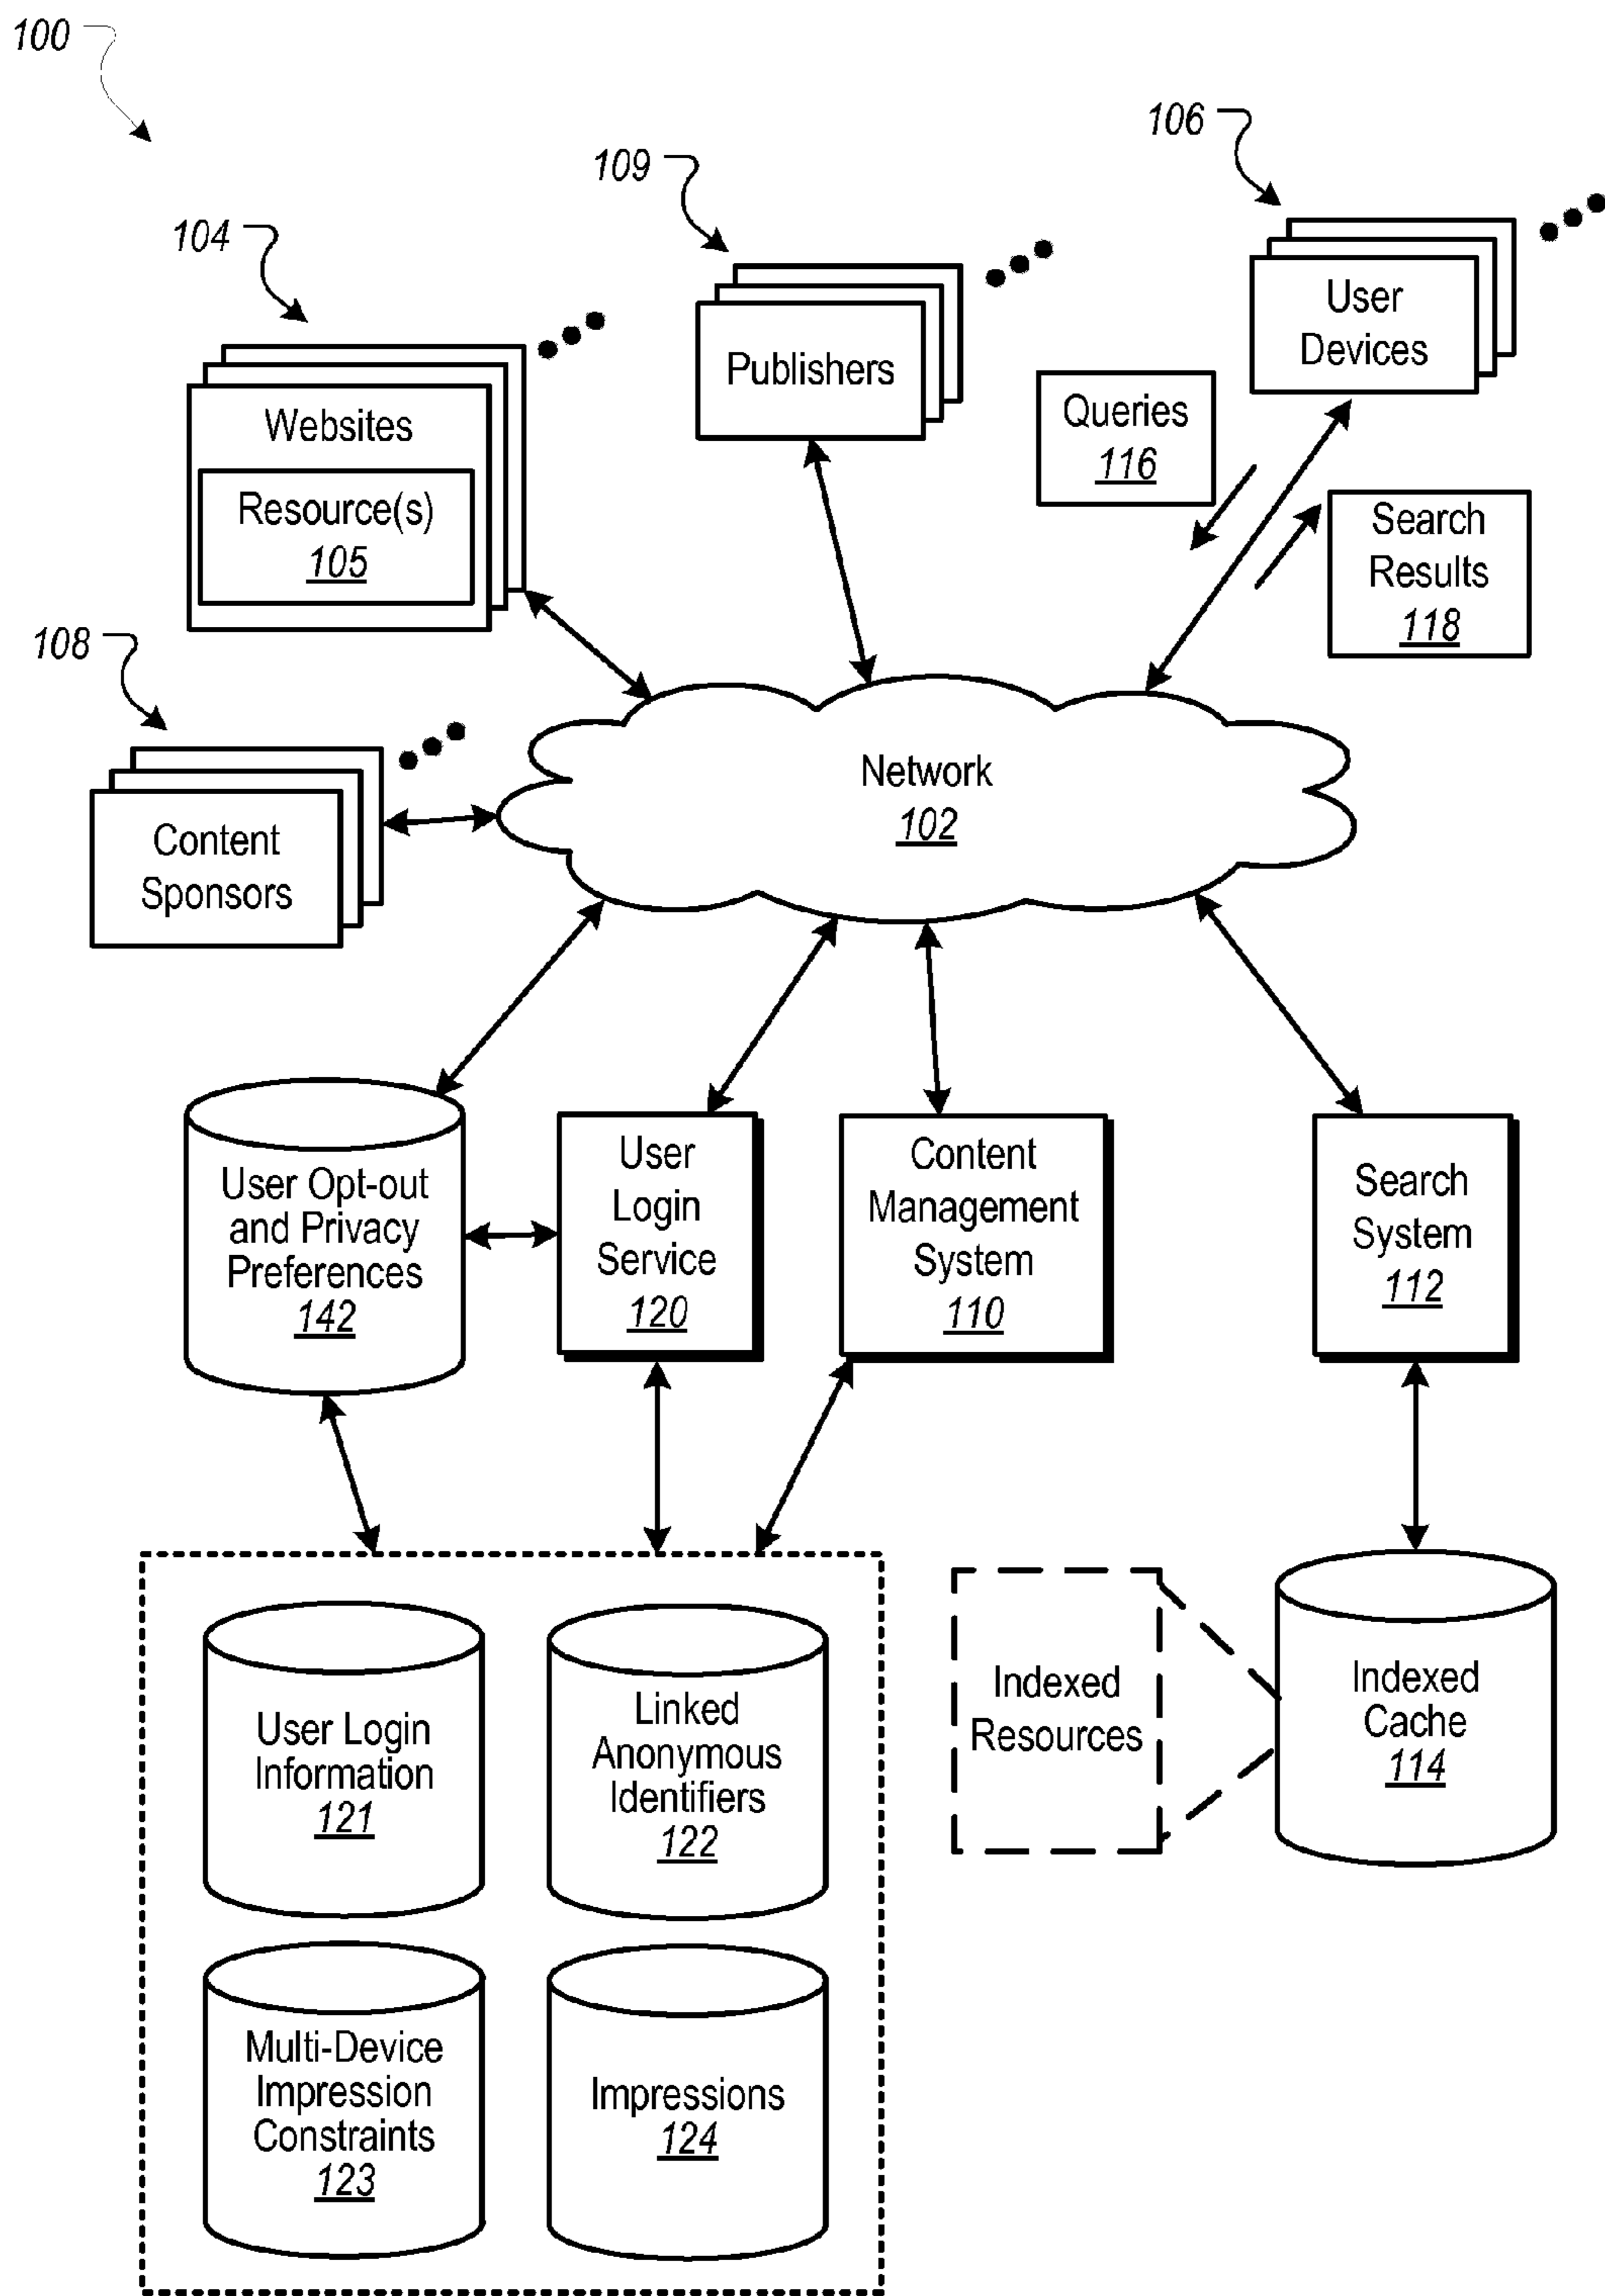 100
106
109
104
User
Devices
Publishers
Queries
116
Websites
Resource(s)
105
Search
Results
118
108
Network
102
Content
Sponsors
User Opt-out
and Privacy
Preferences
142
User
Login
Service
120
Content
Management
System
110
Search
System
112
User Login
Information
121
Linked
Anonymous
Identifiers
122
Indexed
Resources
Indexed
Cache
114
Multi-Device
Impression
Constraints
123
Impressions
124